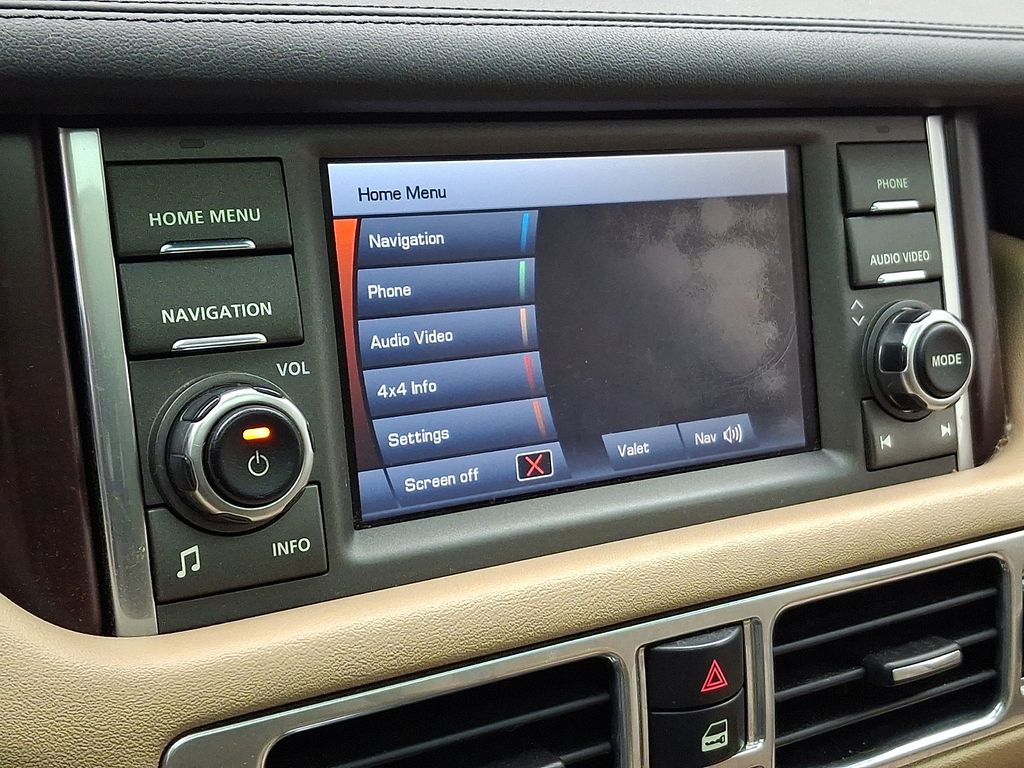 HOME MENU
NAVIGATION
VOL
INFO
Home Menu
Navigation
Phone
Audio Video
4x4 Info
Settings
Screen off
Valet
Nav
PHONE
AUDIO VIDEO
MODE